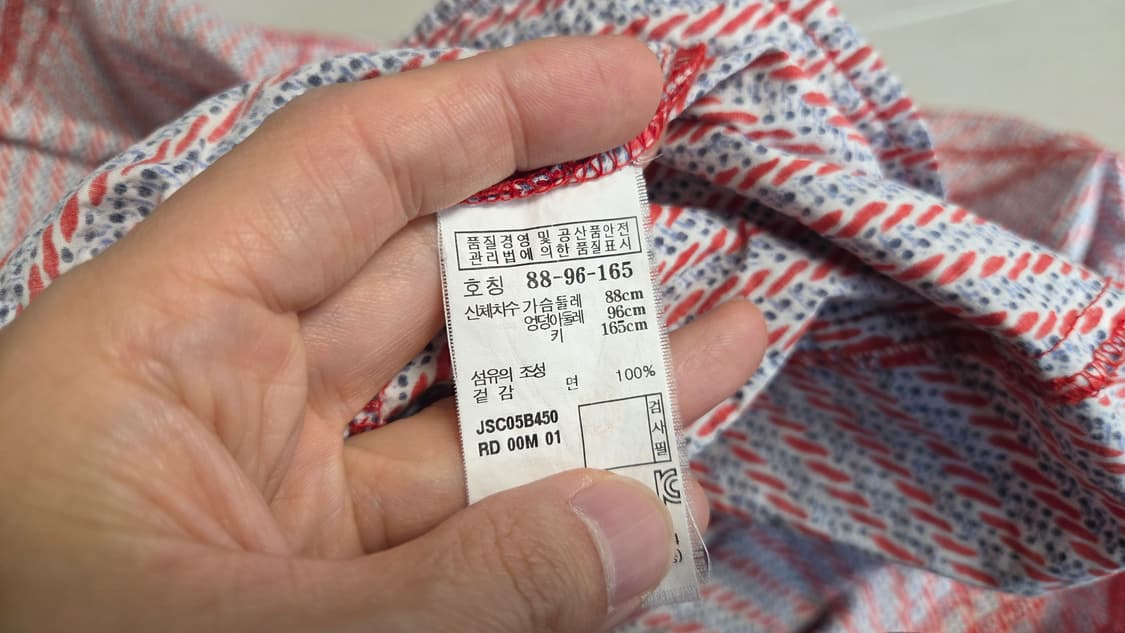 품질경영 및 공산품안전
관리법에 의한 품질표시
호칭 88-96-165
신체치수 가슴둘레 88cm
엉덩이둘레 96cm
키 165cm
섬유의 조성
겉 감 면 100%
JSC05B450
RD 00M 01
검사필